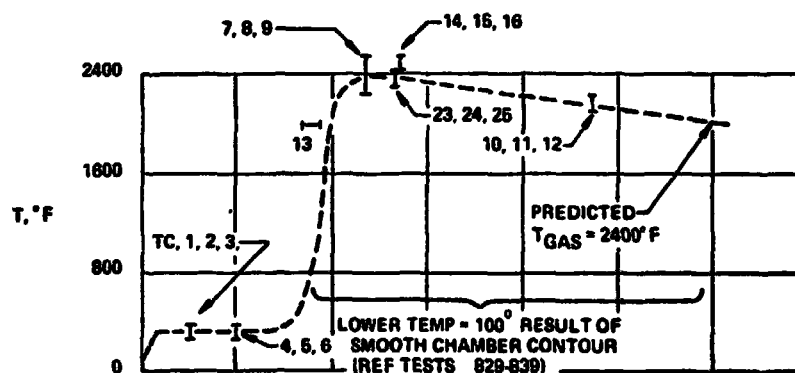 7, 8, 9
14, 15, 16
2400
23, 24, 25
13
10, 11, 12
1600
T, °F
PREDICTED
TGAS = 2400° F
TC, 1, 2, 3,
800
LOWER TEMP ≈ 100° RESULT OF
4, 5, 6
SMOOTH CHAMBER CONTOUR
(REF TESTS 829-839)
0